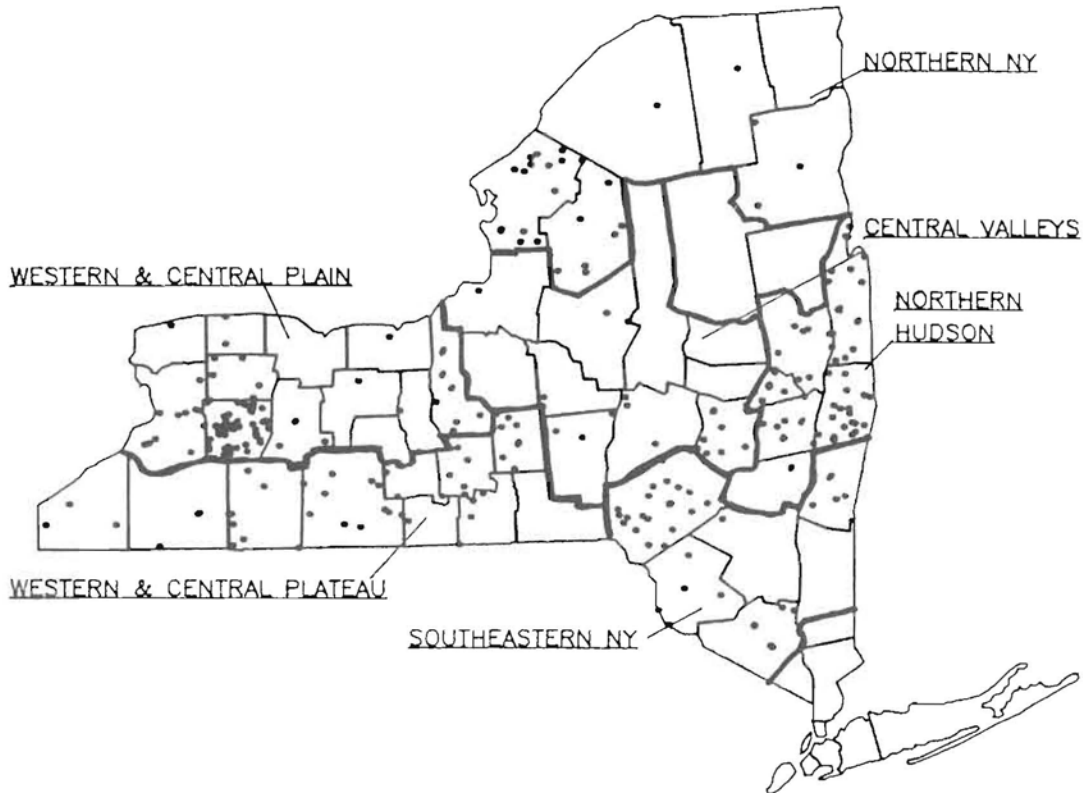 NORTHERN NY
CENTRAL VALLEYS
WESTERN & CENTRAL PLAIN
NORTHERN
HUDSON
WESTERN & CENTRAL PLATEAU
SOUTHEASTERN NY